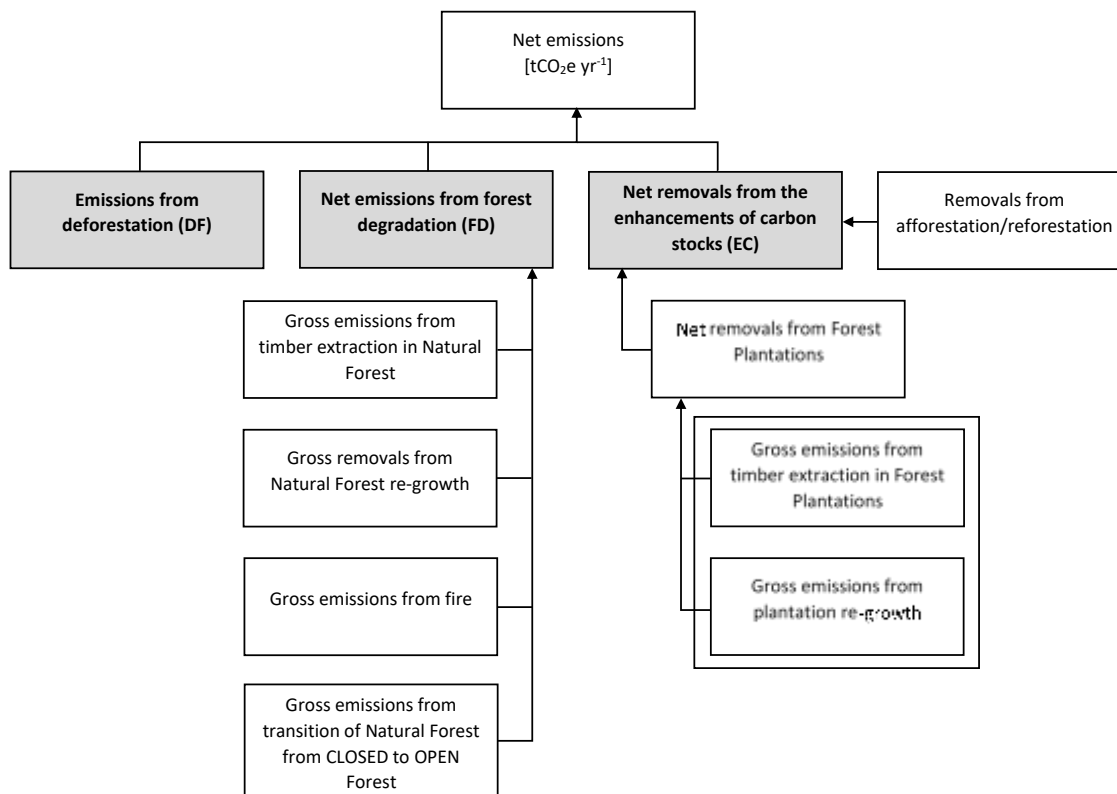 Net emissions
[tCO₂e yr⁻¹]
Emissions from
deforestation (DF)
Net emissions from forest
degradation (FD)
Net removals from the
enhancements of carbon
stocks (EC)
Removals from
afforestation/reforestation
Gross emissions from
timber extraction in Natural
Forest
Net removals from Forest
Plantations
Gross removals from
Natural Forest re-growth
Gross emissions from
timber extraction in Forest
Plantations
Gross emissions from fire
Gross emissions from
plantation re-growth
Gross emissions from
transition of Natural Forest
from CLOSED to OPEN
Forest